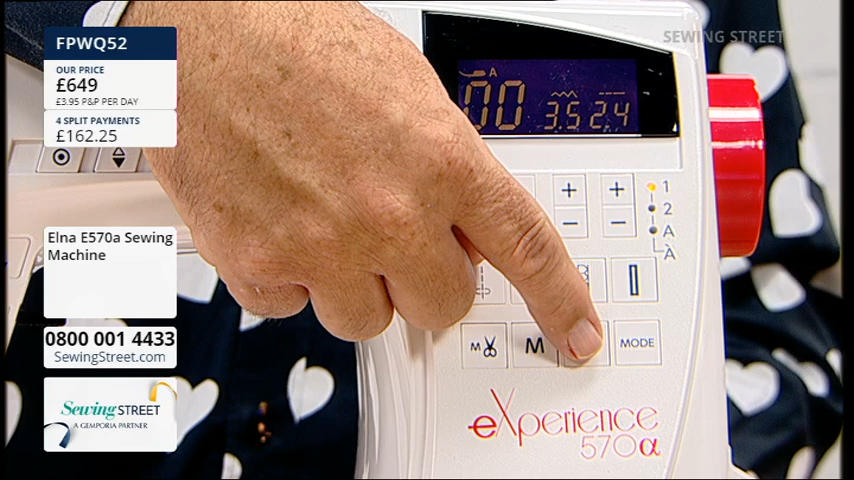 FPWQ52
OUR PRICE
£649
£3.95 P&P PER DAY
4 SPLIT PAYMENTS
£162.25
Elna E570a Sewing
Machine
0800 001 4433
SewingStreet.com
Sewing STREET
A GEMPORIA PARTNER
SEWING STREET
A
00 3.5 2.4
+ +
- -
1
2
A
À
M M MODE
eXperience
570α